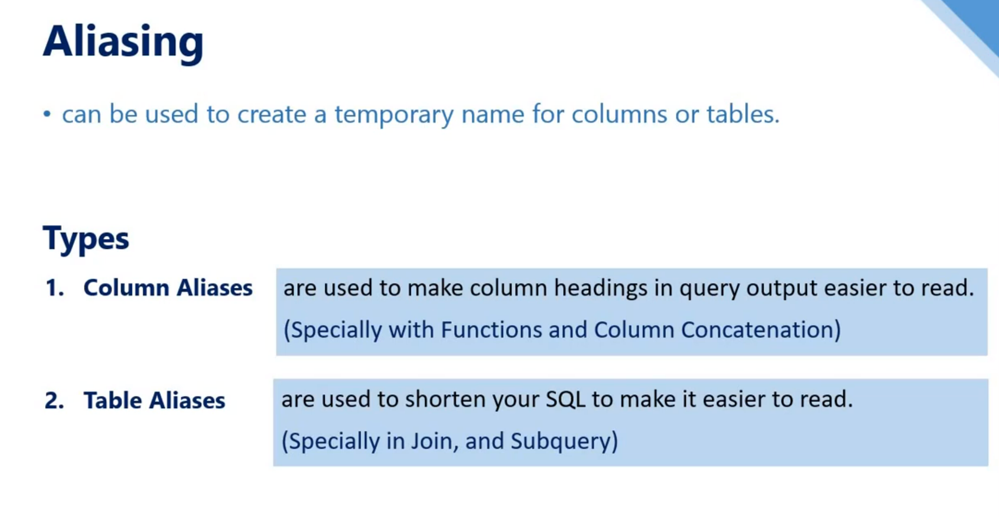 Aliasing
• can be used to create a temporary name for columns or tables.
Types
1. Column Aliases
are used to make column headings in query output easier to read.
(Specially with Functions and Column Concatenation)
2. Table Aliases
are used to shorten your SQL to make it easier to read.
(Specially in Join, and Subquery)